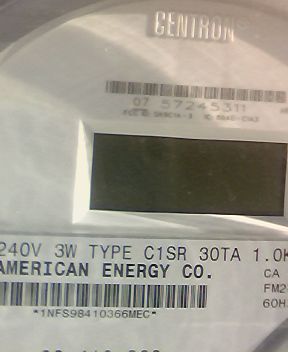 CENTRON
07 57245311
240V 3W TYPE C1SR 30TA 1.0K
AMERICAN ENERGY CO.
CA
FM2
60H
*1NFS98410366MEC*